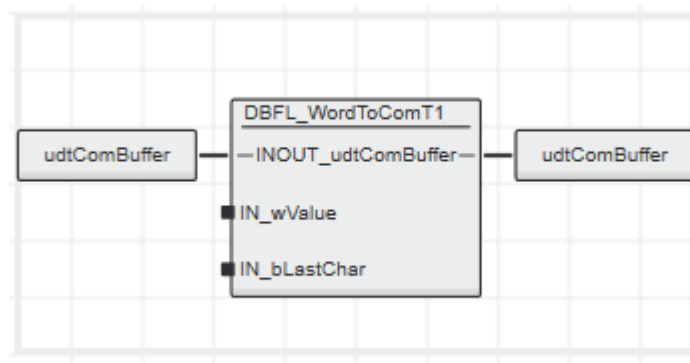 DBFL_WordToComT1
udtComBuffer INOUT_udtComBuffer udtComBuffer
IN_wValue
IN_bLastChar